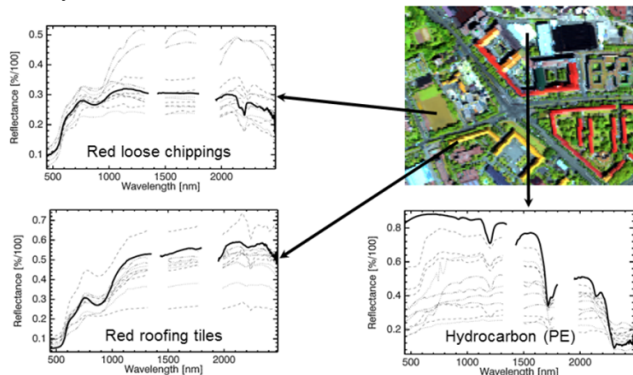 0.5
0.4
0.3
0.2
0.1
Reflectance [%/100]
Red loose chippings
500 1000 1500 2000
Wavelength [nm]
0.7
0.6
0.5
0.4
0.3
0.2
0.1
Reflectance [%/100]
Red roofing tiles
500 1000 1500 2000
Wavelength [nm]
0.8
0.6
0.4
0.2
Reflectance [%/100]
Hydrocarbon (PE)
500 1000 1500 2000
Wavelength [nm]